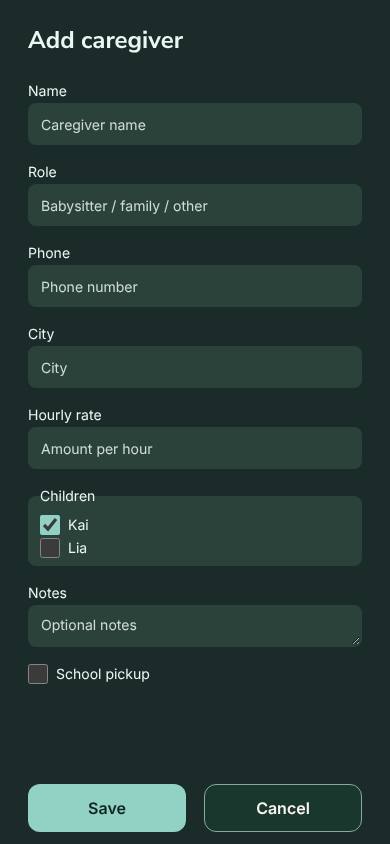 Add caregiver
Name
Caregiver name
Role
Babysitter / family / other
Phone
Phone number
City
City
Hourly rate
Amount per hour
Children
Kai
Lia
Notes
Optional notes
School pickup
Save
Cancel